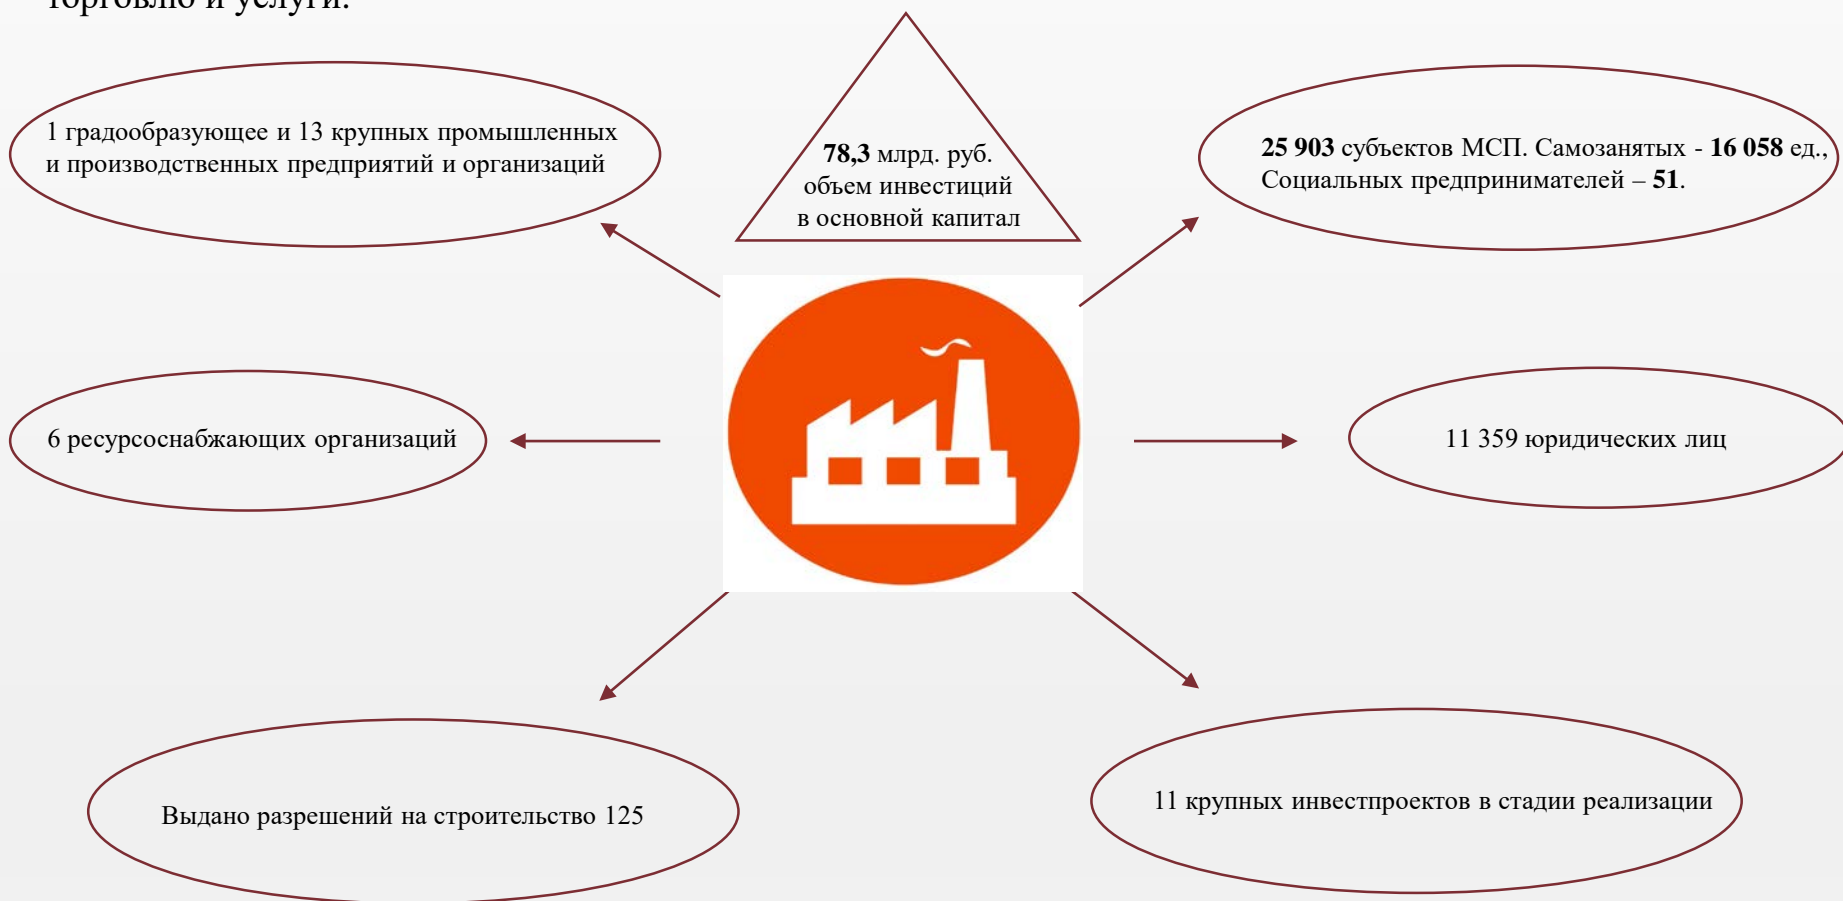 торговлю и услуги.
1 градообразующее и 13 крупных промышленных
и производственных предприятий и организаций
78,3 млрд. руб.
объем инвестиций
в основной капитал
25 903 субъектов МСП. Самозанятых - 16 058 ед.,
Социальных предпринимателей – 51.
6 ресурсоснабжающих организаций
11 359 юридических лиц
Выдано разрешений на строительство 125
11 крупных инвестпроектов в стадии реализации